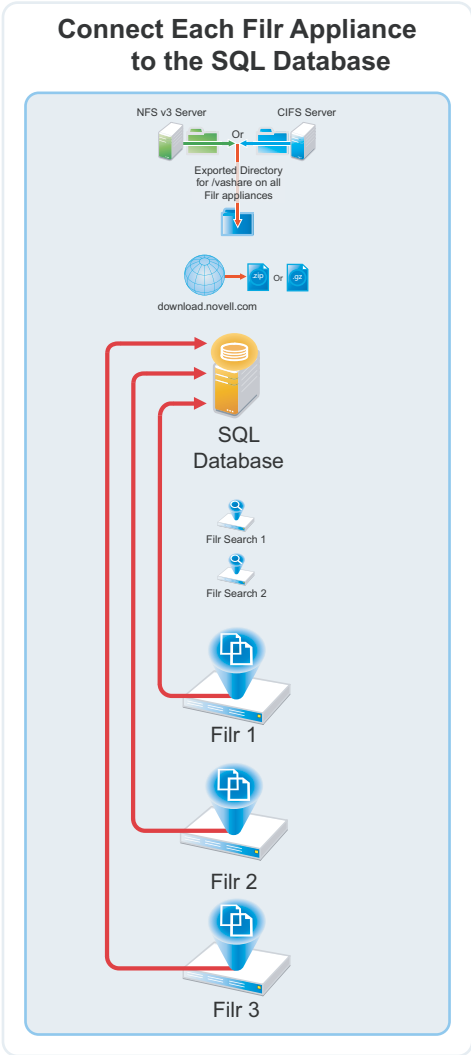 Connect Each Filr Appliance
to the SQL Database
NFS v3 Server
CIFS Server
Or
Exported Directory
for /vashare on all
Filr appliances
.zip
Or
.gz
download.novell.com
SQL
Database
Filr Search 1
Filr Search 2
Filr 1
Filr 2
Filr 3